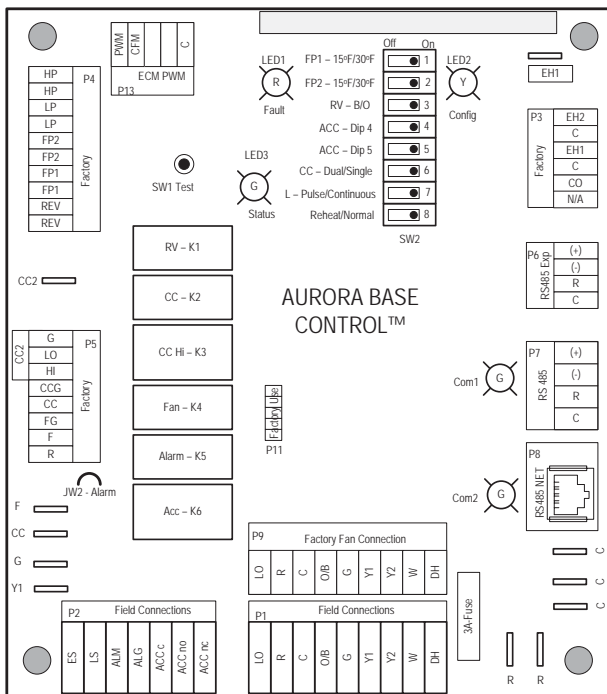 PWM
CFM
C
ECM PWM
P13
P4
HP
HP
LP
LP
FP2
FP2
FP1
FP1
REV
REV
Factory
SW1 Test
LED1
R
Fault
LED3
G
Status
Off On
FP1 – 15ºF/30ºF 1
FP2 – 15ºF/30ºF 2
RV – B/O 3
ACC – Dip 4 4
ACC – Dip 5 5
CC – Dual/Single 6
L – Pulse/Continuous 7
Reheat/Normal 8
SW2
LED2
Y
Config
EH1
P3
Factory
EH2
C
EH1
C
CO
N/A
RV – K1
CC – K2
CC Hi – K3
Fan – K4
Alarm – K5
Acc – K6
CC2
AURORA BASE
CONTROL™
P6
RS485 Exp
(+)
(-)
R
C
CC2
P5
G
LO
HI
CCG
CC
FG
F
R
Factory
JW2 - Alarm
Factory Use
P11
Com1
G
P7
RS 485
(+)
(-)
R
C
Com2
G
P8
RS485 NET
F
CC
G
Y1
P9
Factory Fan Connection
LO
R
C
O/B
G
Y1
Y2
W
DH
3A-Fuse
C
C
C
P2
Field Connections
ES
LS
ALM
ALG
ACC c
ACC no
ACC nc
P1
Field Connections
LO
R
C
O/B
G
Y1
Y2
W
DH
R
R